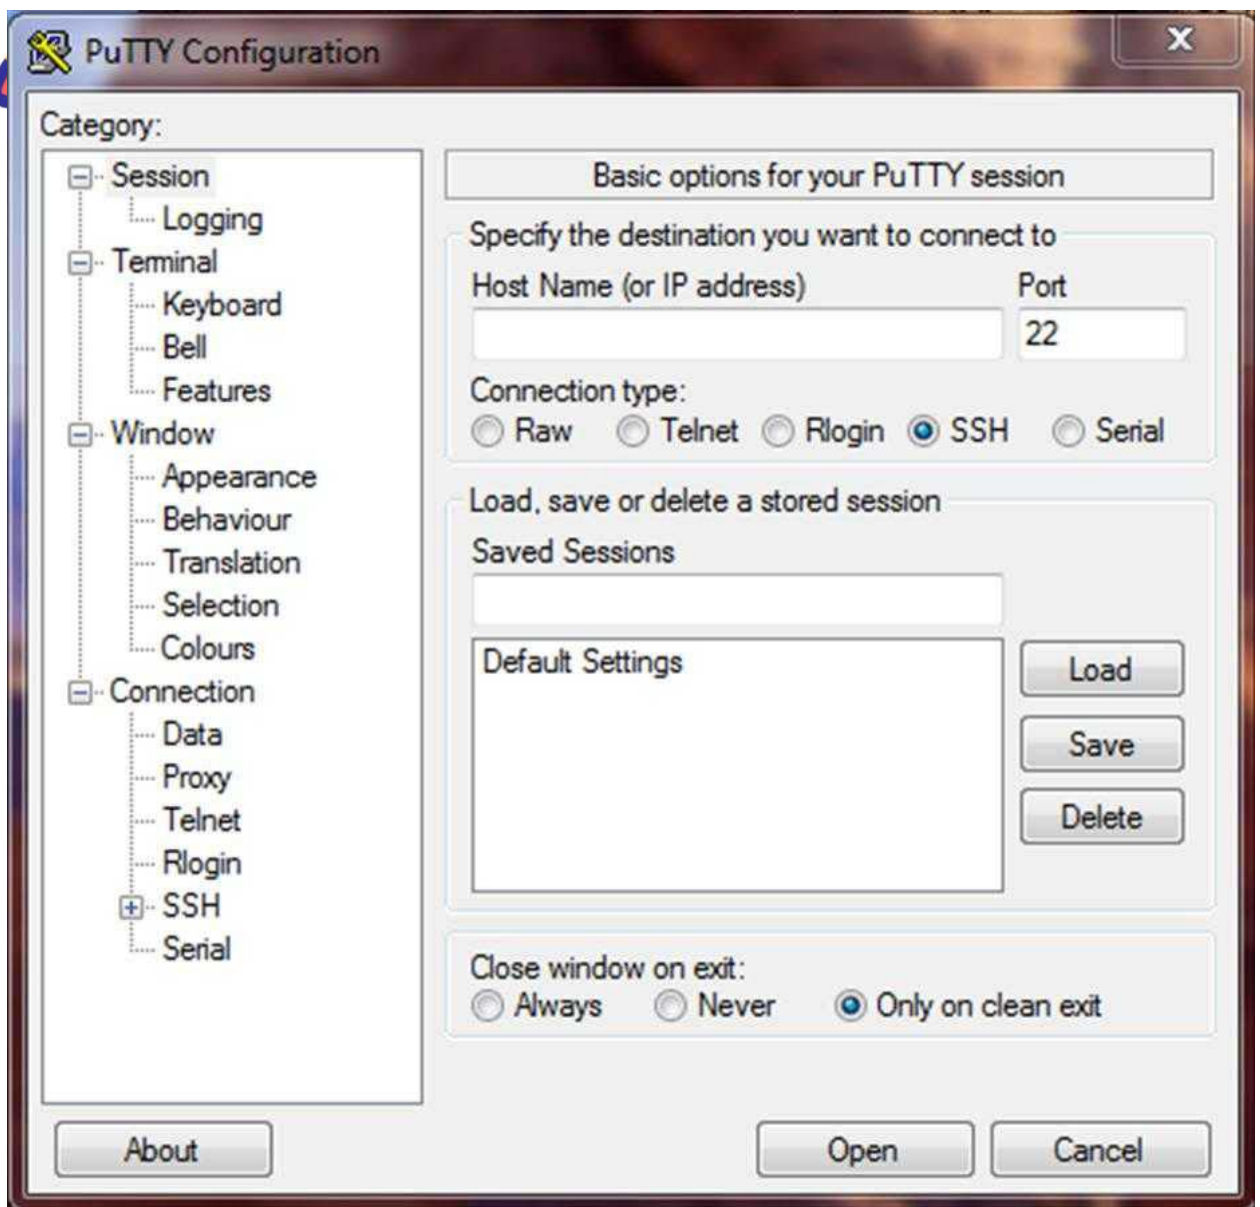 PuTTY Configuration
Category:
Session
Logging
Terminal
Keyboard
Bell
Features
Window
Appearance
Behaviour
Translation
Selection
Colours
Connection
Data
Proxy
Telnet
Rlogin
SSH
Serial
Basic options for your PuTTY session
Specify the destination you want to connect to
Host Name (or IP address) Port
22
Connection type:
Raw Telnet Rlogin SSH Serial
Load, save or delete a stored session
Saved Sessions
Default Settings
Load
Save
Delete
Close window on exit:
Always Never Only on clean exit
About Open Cancel